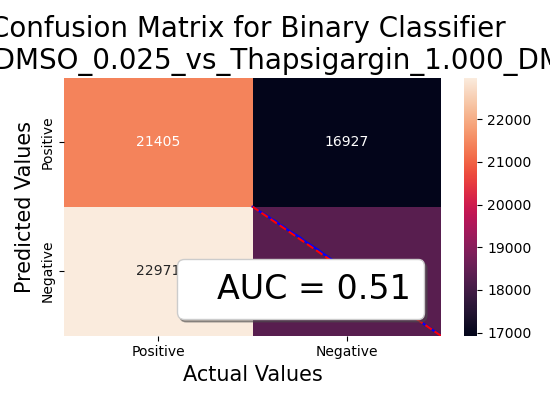 Confusion Matrix for Binary Classifier
DMSO_0.025_vs_Thapsigargin_1.000_DM
Predicted Values
Positive
Negative
21405
16927
22971
AUC = 0.51
Positive
Negative
Actual Values
22000
21000
20000
19000
18000
17000